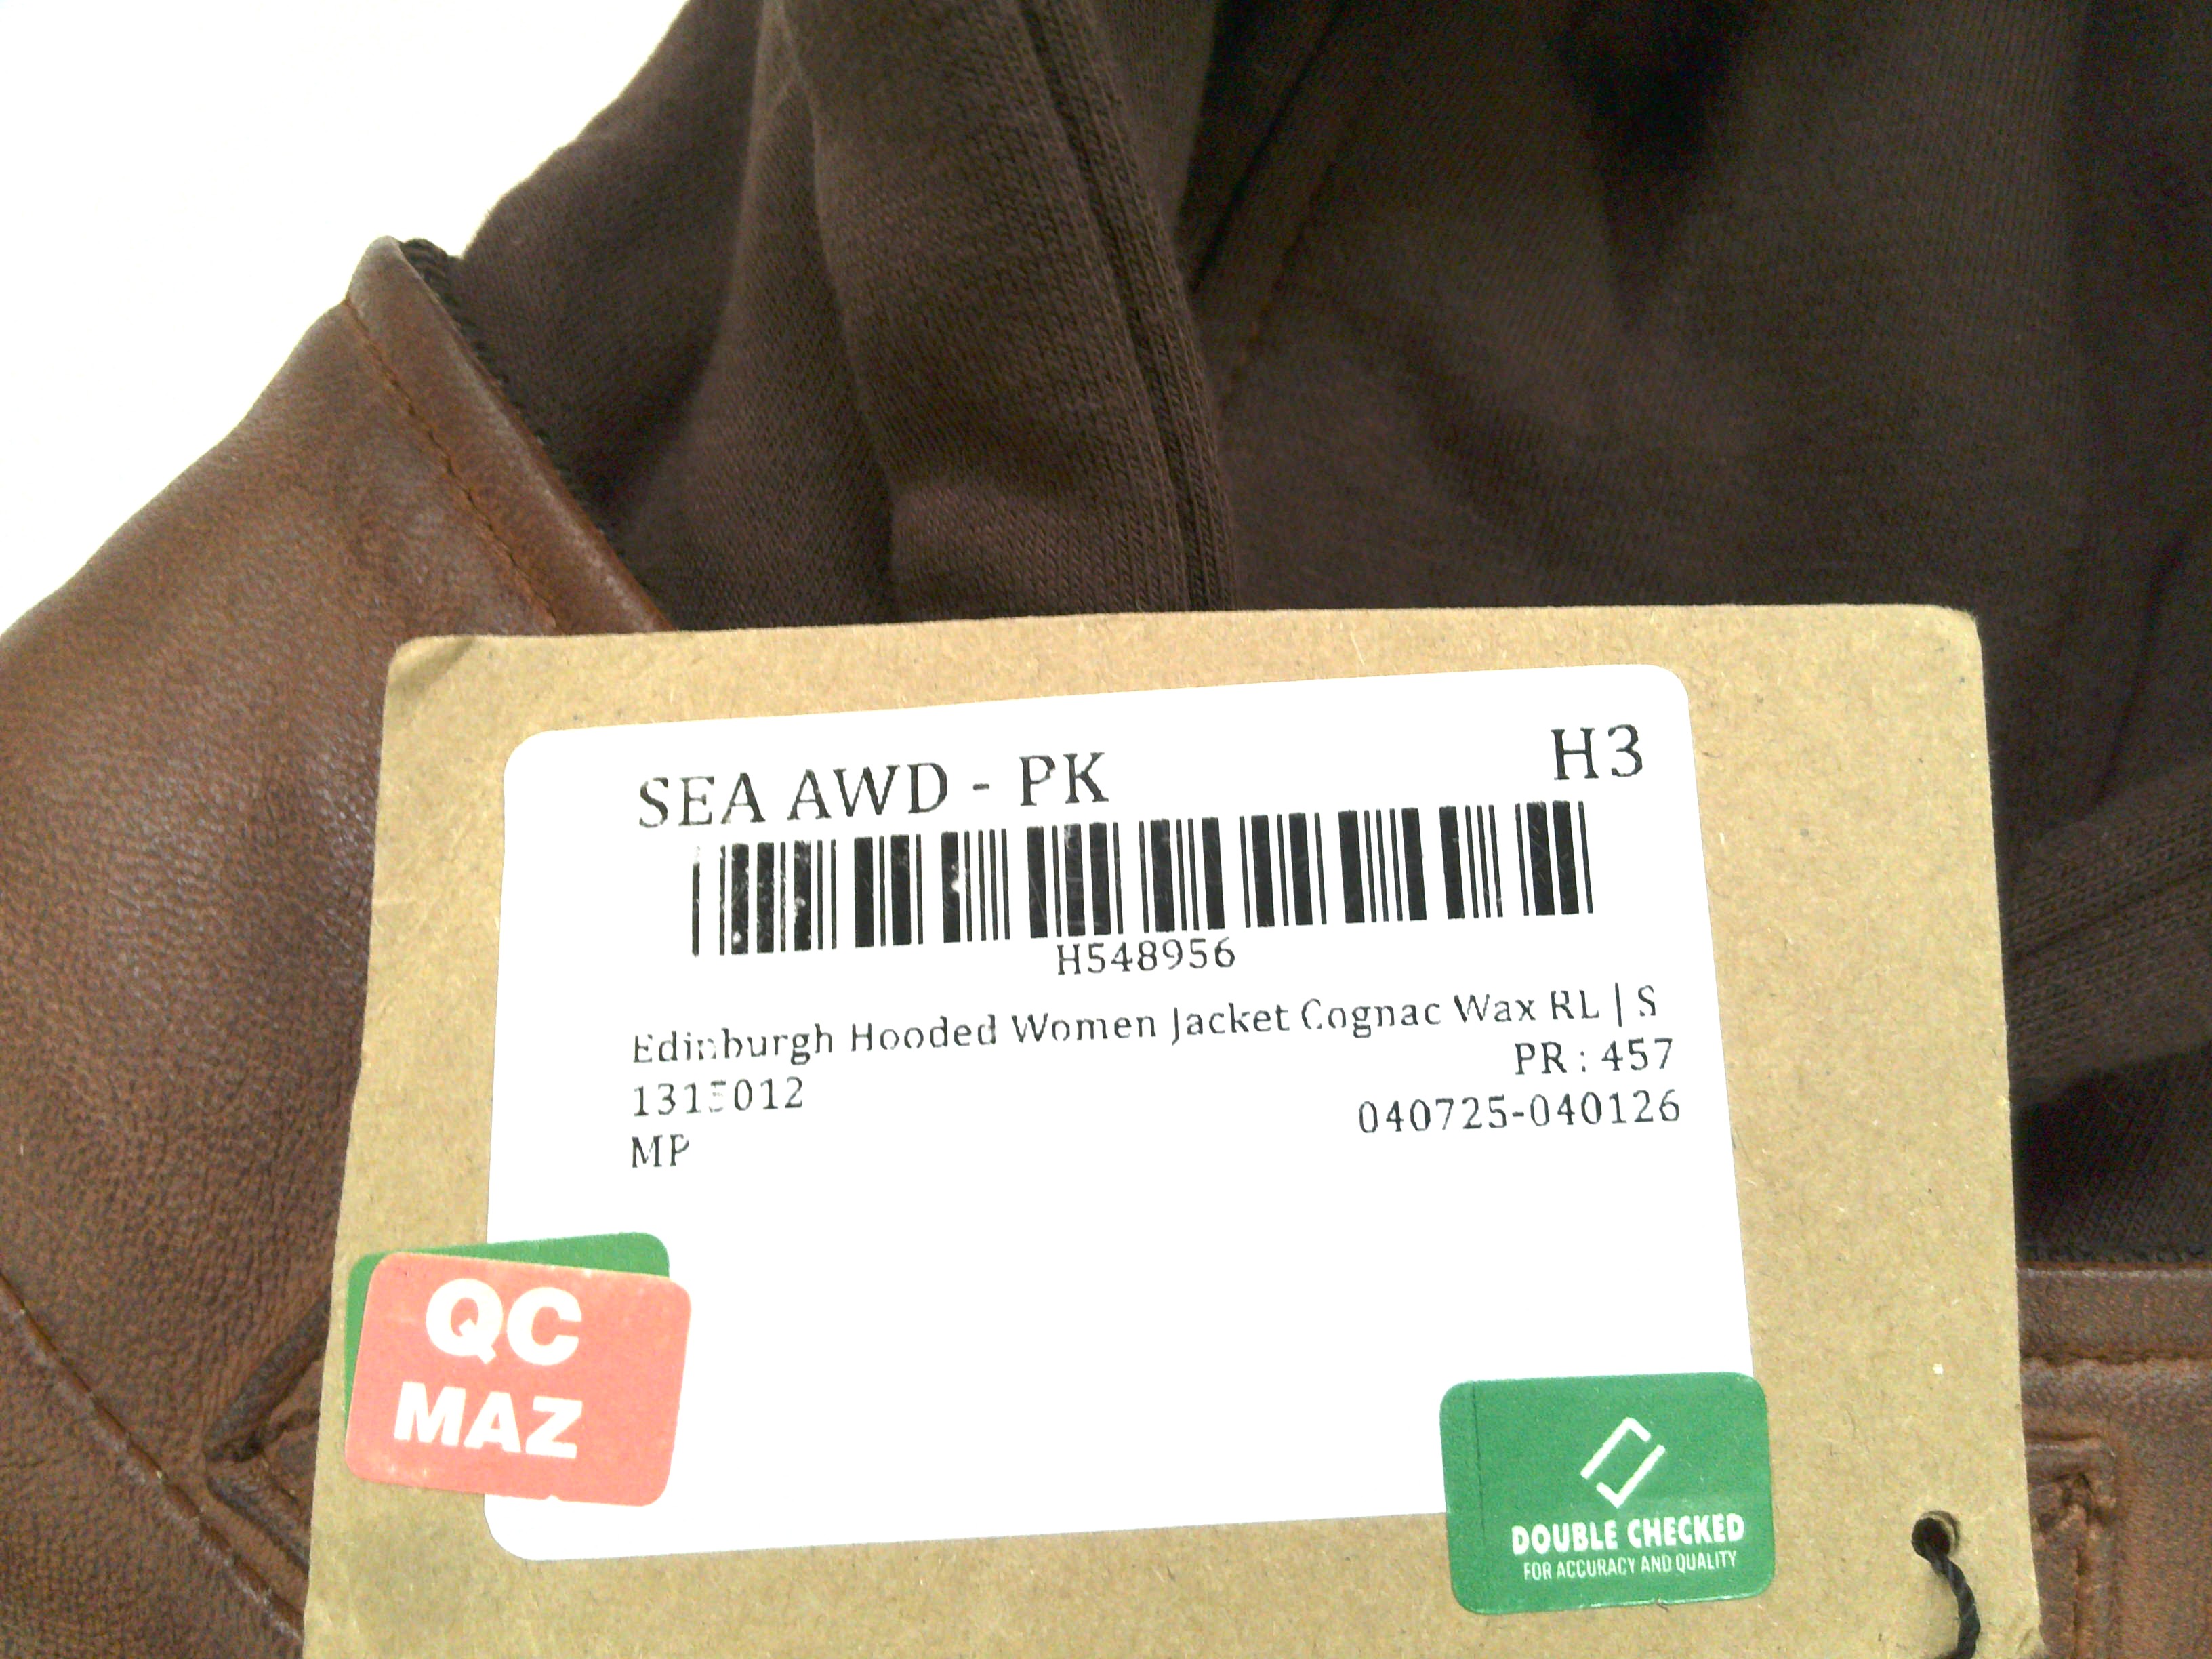 SEA AWD - PK
H3
H548956
Edinburgh Hooded Women Jacket Cognac Wax RL | S
PR : 457
1315012
040725-040126
MP
QC
MAZ
DOUBLE CHECKED
FOR ACCURACY AND QUALITY